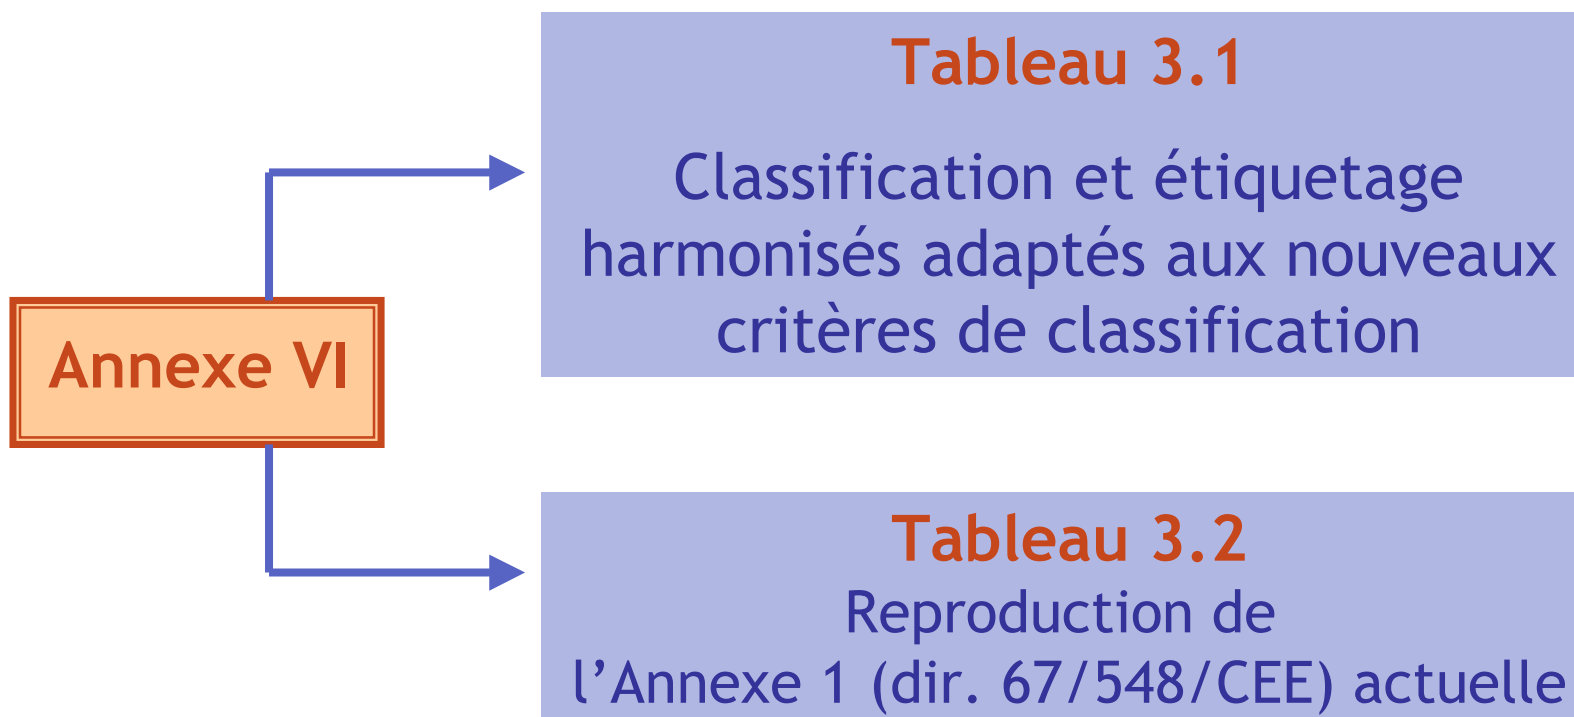 Annexe VI
Tableau 3.1
Classification et étiquetage
harmonisés adaptés aux nouveaux
critères de classification
Tableau 3.2
Reproduction de
l’Annexe 1 (dir. 67/548/CEE) actuelle